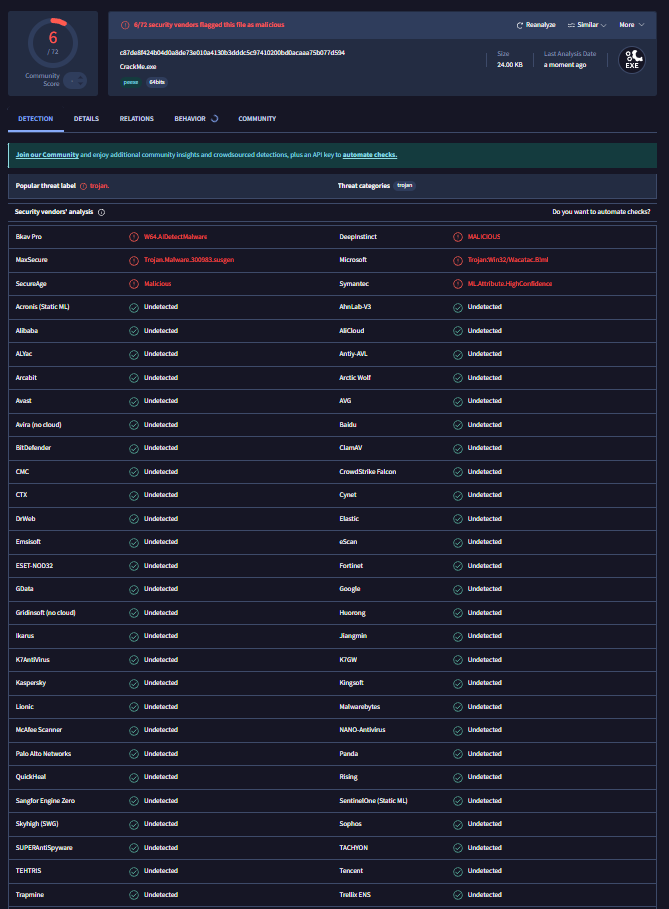 6
/ 72
Community
Score
6/72 security vendors flagged this file as malicious
Reanalyze
Similar
More
c87de8f424b04d0a8de73e010a4130b3dddc5c97410200bd0acaaa75b077d594
CrackMe.exe
peexe
64bits
Size
24.00 KB
Last Analysis Date
a moment ago
EXE
DETECTION DETAILS RELATIONS BEHAVIOR COMMUNITY
Join our Community and enjoy additional community insights and crowdsourced detections, plus an API key to automate checks.
Popular threat label trojan. Threat categories trojan
Security vendors' analysis Do you want to automate checks?
Bkav Pro W64.AIDetectMalware DeepInstinct MALICIOUS
MaxSecure Trojan.Malware.300983.susgen Microsoft Trojan:Win32/Wacatac.B!ml
SecureAge Malicious Symantec ML.Attribute.HighConfidence
Acronis (Static ML) Undetected AhnLab-V3 Undetected
Alibaba Undetected AliCloud Undetected
ALYac Undetected Antiy-AVL Undetected
Arcabit Undetected Arctic Wolf Undetected
Avast Undetected AVG Undetected
Avira (no cloud) Undetected Baidu Undetected
BitDefender Undetected ClamAV Undetected
CMC Undetected CrowdStrike Falcon Undetected
CTX Undetected Cynet Undetected
DrWeb Undetected Elastic Undetected
Emsisoft Undetected eScan Undetected
ESET-NOD32 Undetected Fortinet Undetected
GData Undetected Google Undetected
Gridinsoft (no cloud) Undetected Huorong Undetected
Ikarus Undetected Jiangmin Undetected
K7AntiVirus Undetected K7GW Undetected
Kaspersky Undetected Kingsoft Undetected
Lionic Undetected Malwarebytes Undetected
McAfee Scanner Undetected NANO-Antivirus Undetected
Palo Alto Networks Undetected Panda Undetected
QuickHeal Undetected Rising Undetected
Sangfor Engine Zero Undetected SentinelOne (Static ML) Undetected
Skyhigh (SWG) Undetected Sophos Undetected
SUPERAntiSpyware Undetected TACHYON Undetected
TEHTRIS Undetected Tencent Undetected
Trapmine Undetected Trellix ENS Undetected